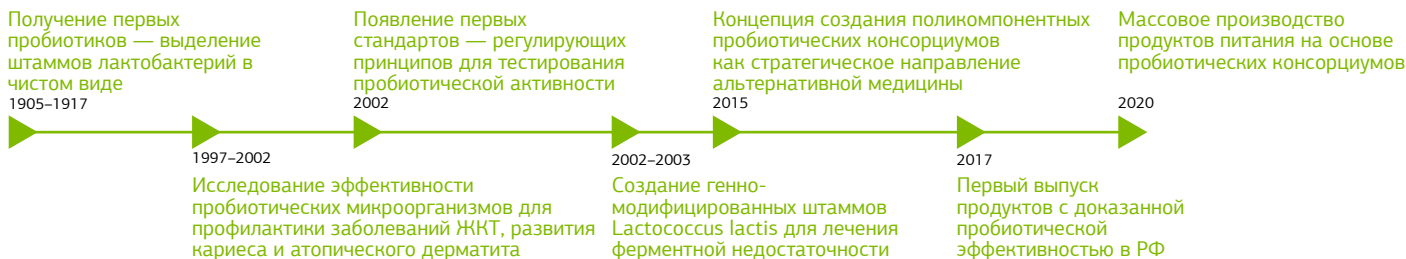 Получение первых
пробиотиков — выделение
штаммов лактобактерий в
чистом виде
1905–1917
Появление первых
стандартов — регулирующих
принципов для тестирования
пробиотической активности
2002
Концепция создания поликомпонентных
пробиотических консорциумов
как стратегическое направление
альтернативной медицины
2015
Массовое производство
продуктов питания на основе
пробиотических консорциумов
2020
1997–2002
Исследование эффективности
пробиотических микроорганизмов для
профилактики заболеваний ЖКТ, развития
кариеса и атопического дерматита
2002–2003
Создание генно-
модифицированных штаммов
Lactococcus lactis для лечения
ферментной недостаточности
2017
Первый выпуск
продуктов с доказанной
пробиотической
эффективностью в РФ